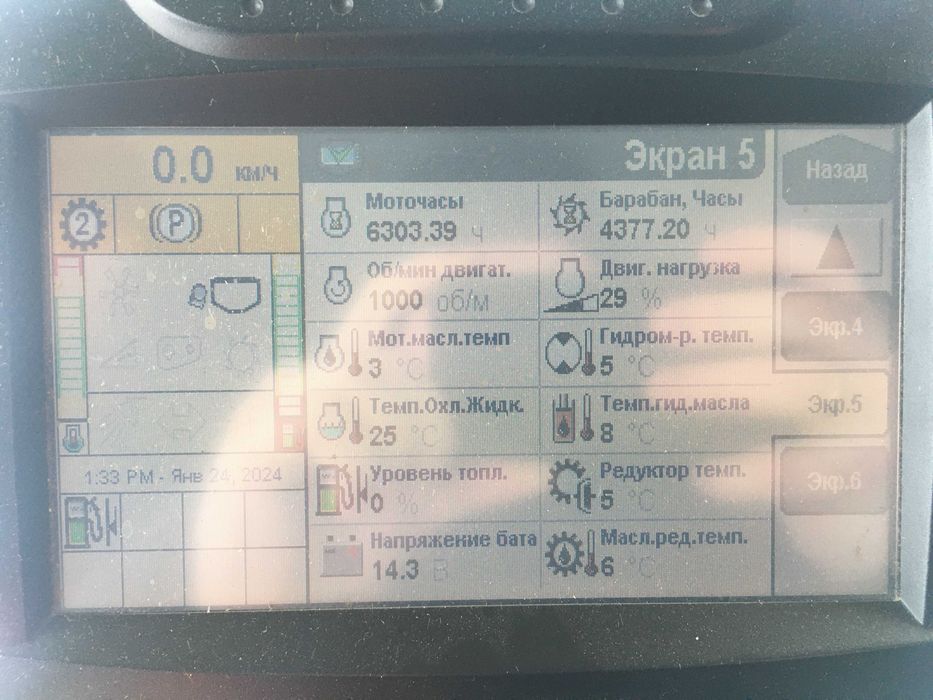 0.0 км/ч
Экран 5
Назад
2
P
Моточасы
6303.39 ч
Барабан, Часы
4377.20 ч
Об/мин двигат.
1000 об/м
Двиг. нагрузка
29 %
Экр.4
Мот.масл.темп
3 °C
Гидром-р. темп.
5 °C
Темп.Охл.Жидк.
25 °C
Темп.гид.масла
8 °C
Экр.5
1:33 PM - Янв 24, 2024
Уровень топл.
0 %
Редуктор темп.
5 °C
Экр.6
Напряжение бата
14.3 В
Масл.ред.темп.
6 °C